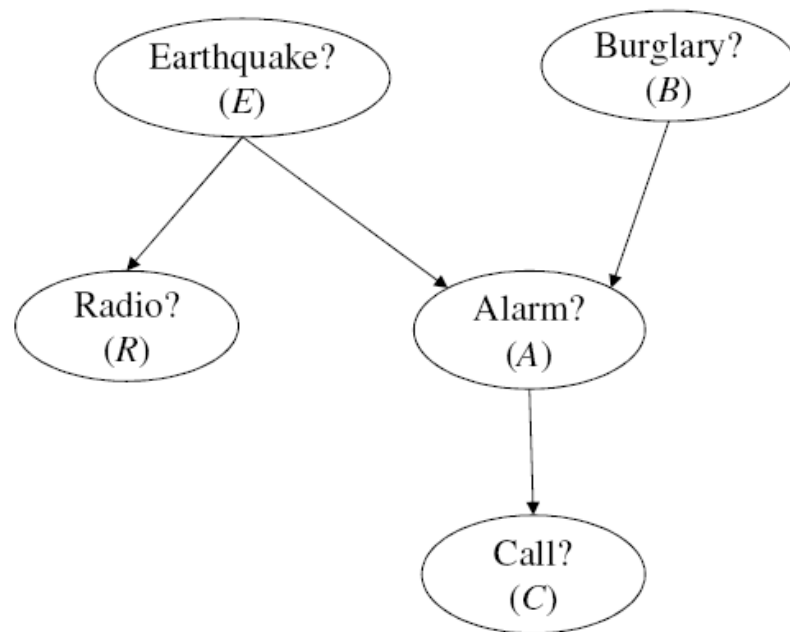 Earthquake?
(E)
Burglary?
(B)
Radio?
(R)
Alarm?
(A)
Call?
(C)